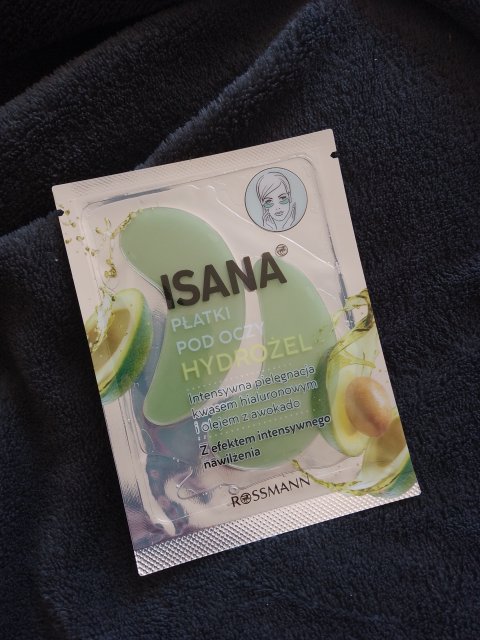 ISANA
PŁATKI
POD OCZY
HYDROŻEL
Intensywna pielęgnacja
kwasem hialuronowym
i olejem z awokado
Z efektem intensywnego
nawilżenia
ROSSMANN